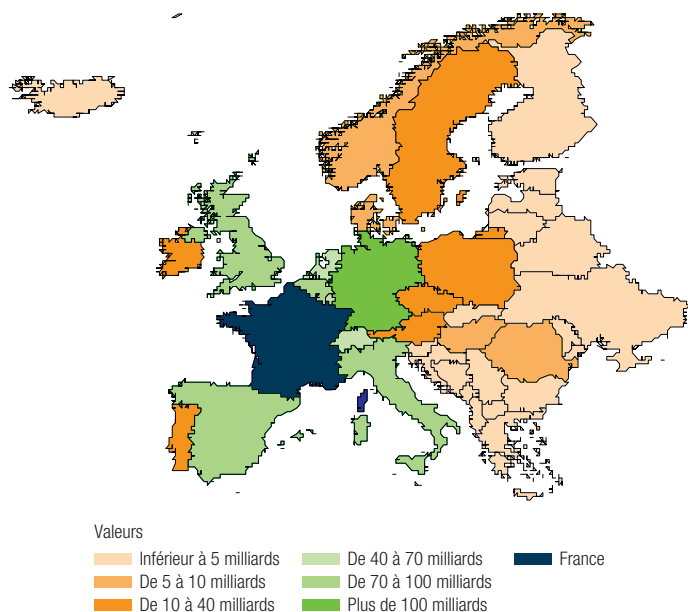 Valeurs
Inférieur à 5 milliards
De 5 à 10 milliards
De 10 à 40 milliards
De 40 à 70 milliards
De 70 à 100 milliards
Plus de 100 milliards
France